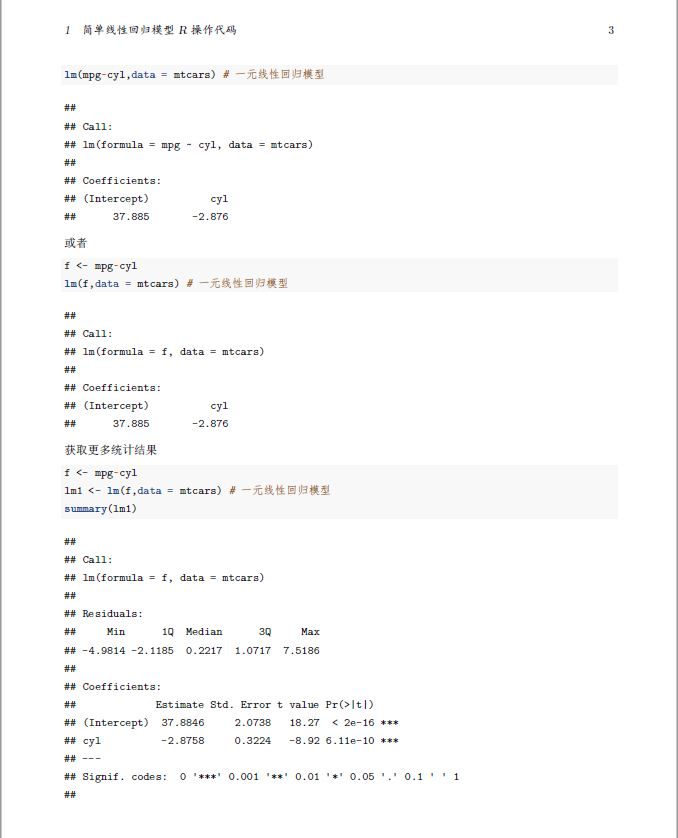 1 简单线性回归模型 R 操作代码 3
lm(mpg~cyl,data = mtcars) # 一元线性回归模型
##
## Call:
## lm(formula = mpg ~ cyl, data = mtcars)
##
## Coefficients:
## (Intercept) cyl
## 37.885 -2.876
或者
f <- mpg~cyl
lm(f,data = mtcars) # 一元线性回归模型
##
## Call:
## lm(formula = f, data = mtcars)
##
## Coefficients:
## (Intercept) cyl
## 37.885 -2.876
获取更多统计结果
f <- mpg~cyl
lm1 <- lm(f,data = mtcars) # 一元线性回归模型
summary(lm1)
##
## Call:
## lm(formula = f, data = mtcars)
##
## Residuals:
## Min 1Q Median 3Q Max
## -4.9814 -2.1185 0.2217 1.0717 7.5186
##
## Coefficients:
## Estimate Std. Error t value Pr(>|t|)
## (Intercept) 37.8846 2.0738 18.27 < 2e-16 ***
## cyl -2.8758 0.3224 -8.92 6.11e-10 ***
## ---
## Signif. codes: 0 '***' 0.001 '**' 0.01 '*' 0.05 '.' 0.1 ' ' 1
##